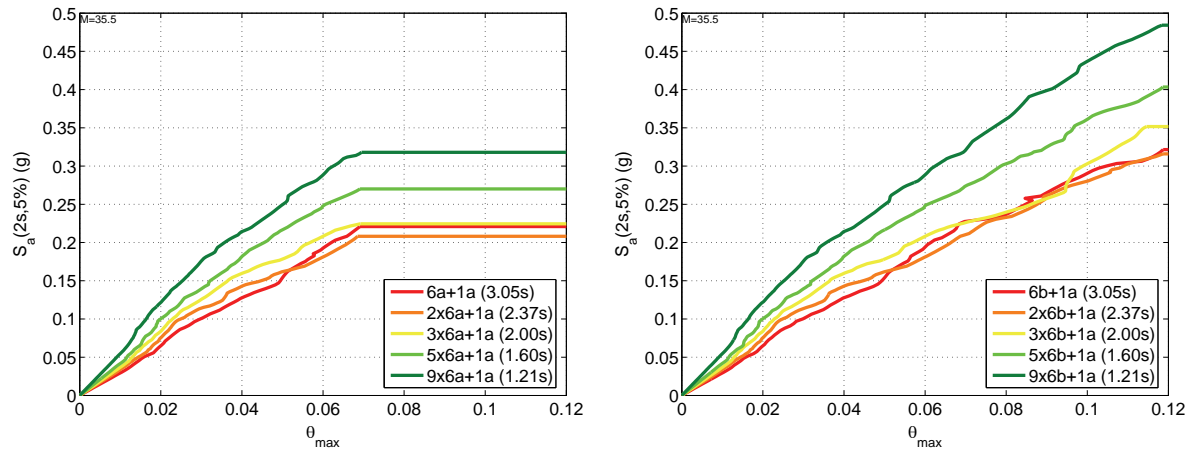 M=35.5
0.5
0.45
0.4
0.35
0.3
0.25
0.2
0.15
0.1
0.05
0
Sa(2s,5%) (g)
6a+1a (3.05s)
2x6a+1a (2.37s)
3x6a+1a (2.00s)
5x6a+1a (1.60s)
9x6a+1a (1.21s)
0 0.02 0.04 0.06 0.08 0.1 0.12
θmax
M=35.5
0.5
0.45
0.4
0.35
0.3
0.25
0.2
0.15
0.1
0.05
0
Sa(2s,5%) (g)
6b+1a (3.05s)
2x6b+1a (2.37s)
3x6b+1a (2.00s)
5x6b+1a (1.60s)
9x6b+1a (1.21s)
0 0.02 0.04 0.06 0.08 0.1 0.12
θmax